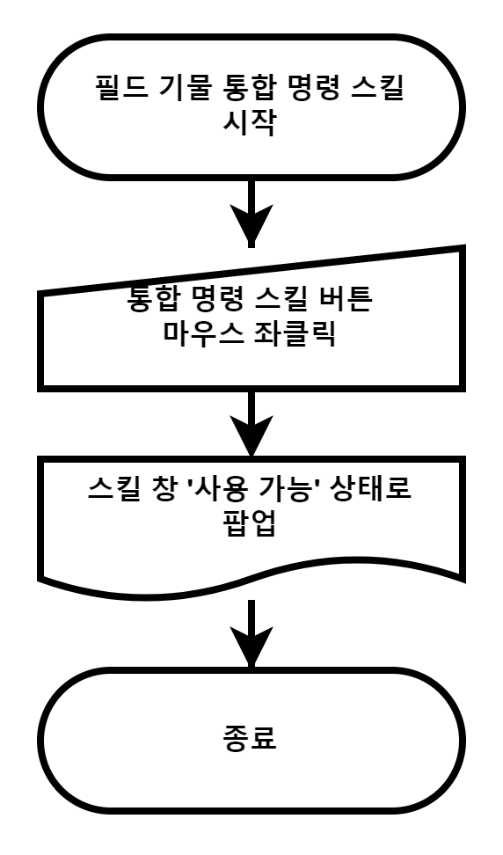 필드 기물 통합 명령 스킬
시작
통합 명령 스킬 버튼
마우스 좌클릭
스킬 창 '사용 가능' 상태로
팝업
종료